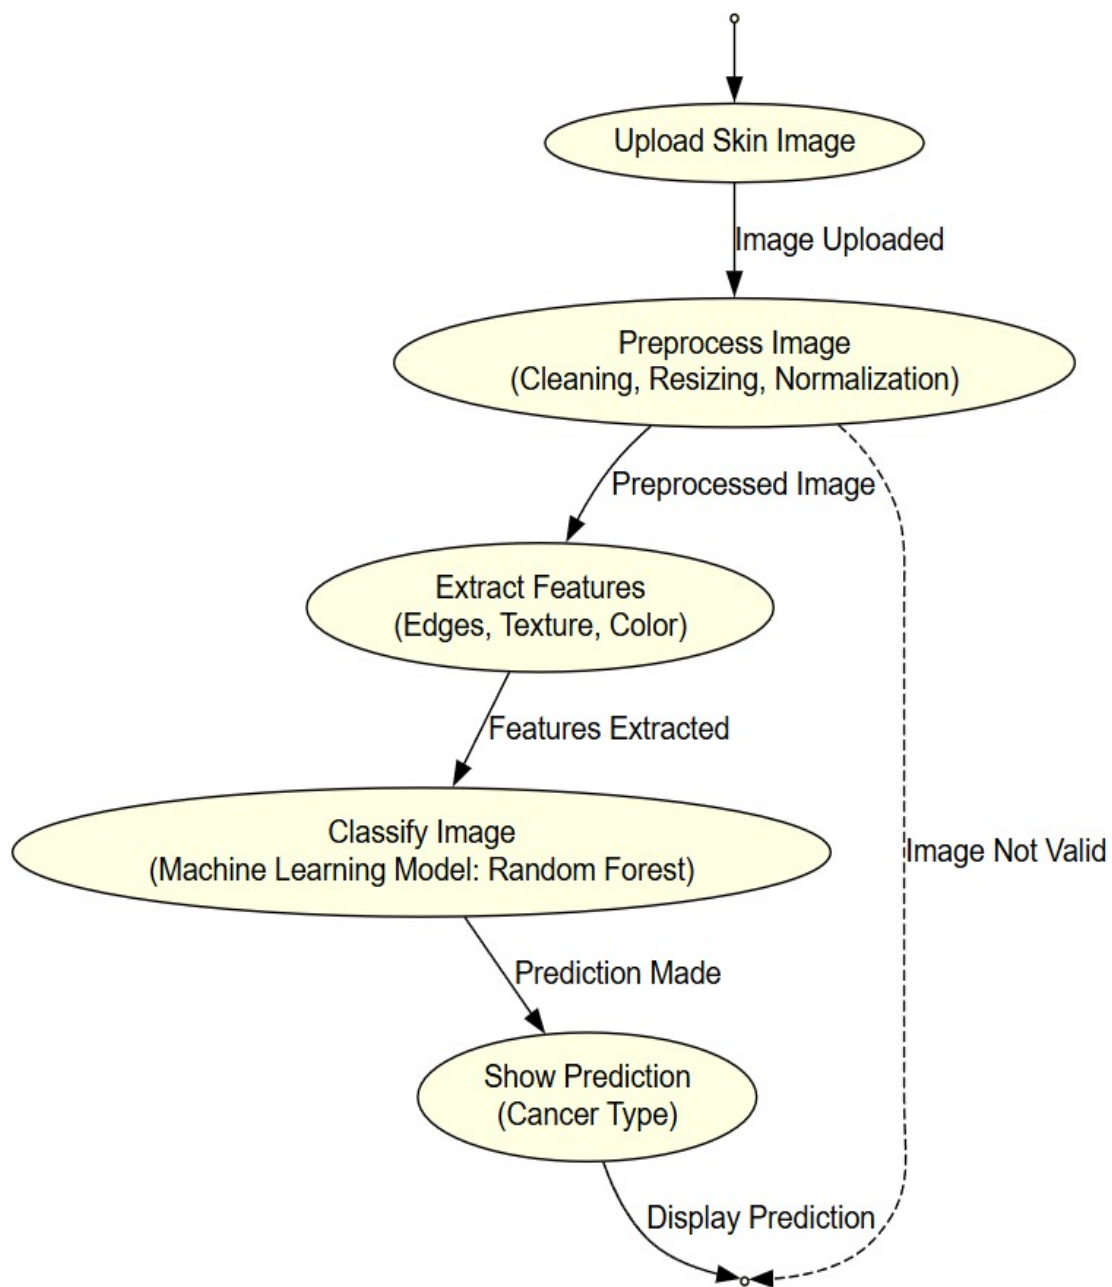 Upload Skin Image
Image Uploaded
Preprocess Image
(Cleaning, Resizing, Normalization)
Preprocessed Image
Extract Features
(Edges, Texture, Color)
Features Extracted
Classify Image
(Machine Learning Model: Random Forest)
Image Not Valid
Prediction Made
Show Prediction
(Cancer Type)
Display Prediction